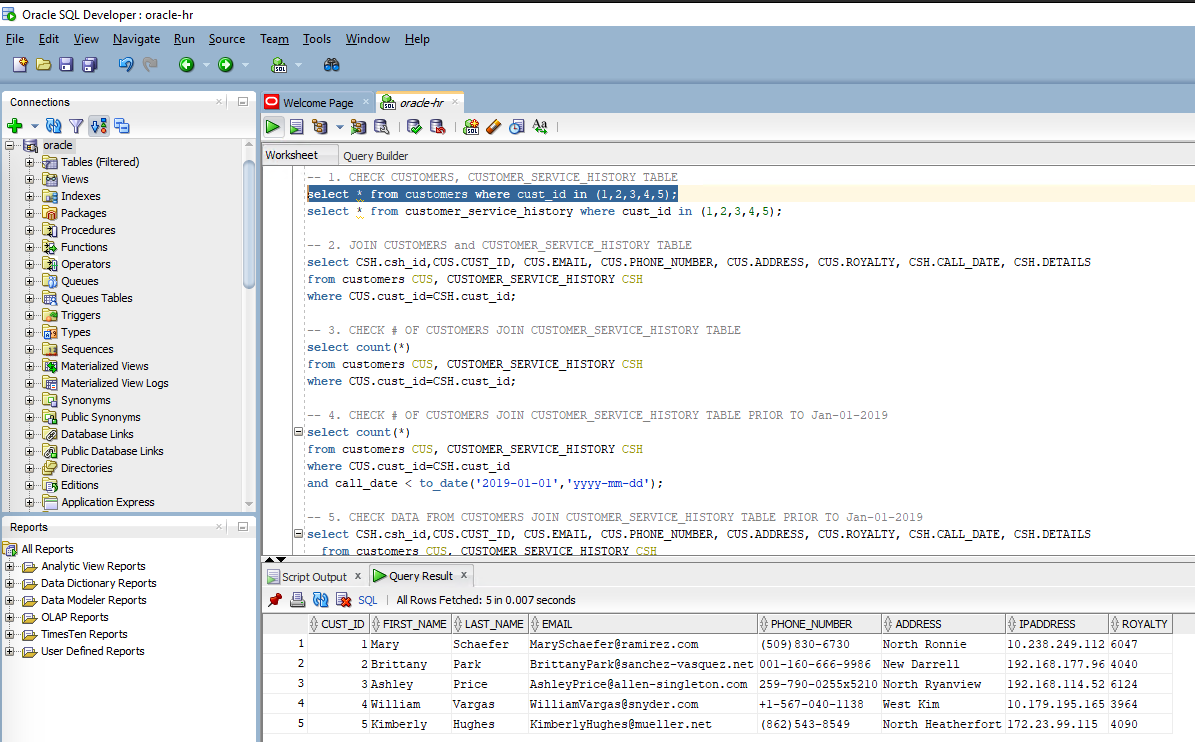 Oracle SQL Developer : oracle-hr
File Edit View Navigate Run Source Team Tools Window Help
Connections
oracle
Tables (Filtered)
Views
Indexes
Packages
Procedures
Functions
Operators
Queues
Queues Tables
Triggers
Types
Sequences
Materialized Views
Materialized View Logs
Synonyms
Public Synonyms
Database Links
Public Database Links
Directories
Editions
Application Express
Reports
All Reports
Analytic View Reports
Data Dictionary Reports
Data Modeler Reports
OLAP Reports
TimesTen Reports
User Defined Reports
Welcome Page oracle-hr
Worksheet Query Builder
-- 1. CHECK CUSTOMERS, CUSTOMER_SERVICE_HISTORY TABLE
select * from customers where cust_id in (1,2,3,4,5);
select * from customer_service_history where cust_id in (1,2,3,4,5);
-- 2. JOIN CUSTOMERS and CUSTOMER_SERVICE_HISTORY TABLE
select CSH.csh_id,CUS.CUST_ID, CUS.EMAIL, CUS.PHONE_NUMBER, CUS.ADDRESS, CUS.ROYALTY, CSH.CALL_DATE, CSH.DETAILS
from customers CUS, CUSTOMER_SERVICE_HISTORY CSH
where CUS.cust_id=CSH.cust_id;
-- 3. CHECK # OF CUSTOMERS JOIN CUSTOMER_SERVICE_HISTORY TABLE
select count(*)
from customers CUS, CUSTOMER_SERVICE_HISTORY CSH
where CUS.cust_id=CSH.cust_id;
-- 4. CHECK # OF CUSTOMERS JOIN CUSTOMER_SERVICE_HISTORY TABLE PRIOR TO Jan-01-2019
select count(*)
from customers CUS, CUSTOMER_SERVICE_HISTORY CSH
where CUS.cust_id=CSH.cust_id
and call_date < to_date('2019-01-01','yyyy-mm-dd');
-- 5. CHECK DATA FROM CUSTOMERS JOIN CUSTOMER_SERVICE_HISTORY TABLE PRIOR TO Jan-01-2019
select CSH.csh_id,CUS.CUST_ID, CUS.EMAIL, CUS.PHONE_NUMBER, CUS.ADDRESS, CUS.ROYALTY, CSH.CALL_DATE, CSH.DETAILS
from customers CUS, CUSTOMER_SERVICE_HISTORY CSH
Script Output x Query Result x
SQL | All Rows Fetched: 5 in 0.007 seconds
CUST_ID FIRST_NAME LAST_NAME EMAIL PHONE_NUMBER ADDRESS IPADDRESS ROYALTY
1 1 Mary Schaefer MarySchaefer@ramirez.com (509)830-6730 North Ronnie 10.238.249.112 6047
2 2 Brittany Park BrittanyPark@sanchez-vasquez.net 001-160-666-9986 New Darrell 192.168.177.96 4040
3 3 Ashley Price AshleyPrice@allen-singleton.com 259-790-0255x5210 North Ryanview 192.168.114.52 6124
4 4 William Vargas WilliamVargas@snyder.com +1-567-040-1138 West Kim 10.179.195.165 3964
5 5 Kimberly Hughes KimberlyHughes@mueller.net (862)543-8549 North Heatherfort 172.23.99.115 4090